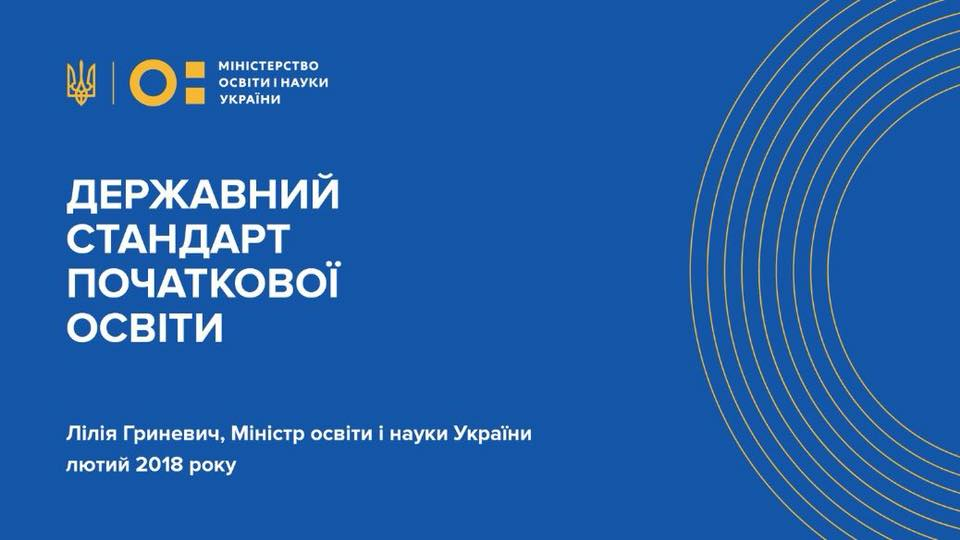 МІНІСТЕРСТВО
ОСВІТИ І НАУКИ
УКРАЇНИ
ДЕРЖАВНИЙ
СТАНДАРТ
ПОЧАТКОВОЇ
ОСВІТИ
Лілія Гриневич, Міністр освіти і науки України
лютий 2018 року